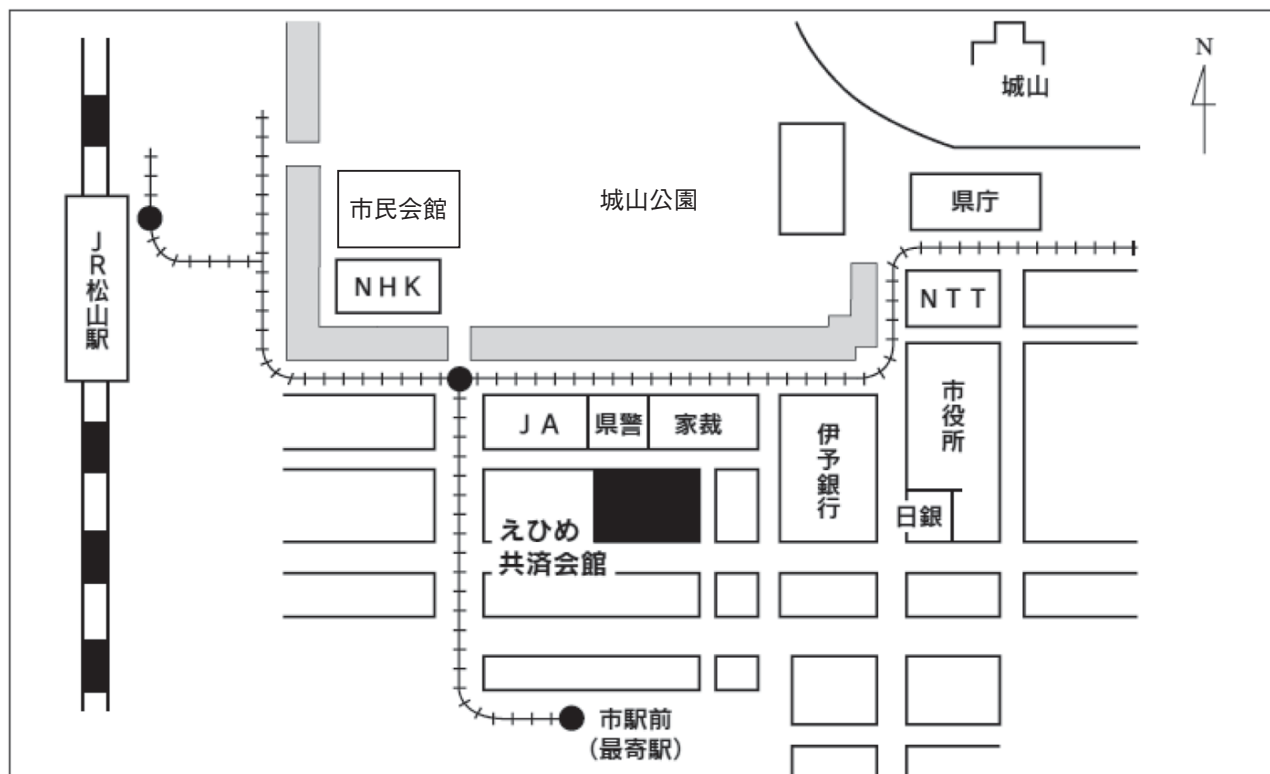 N
城山
県庁
城山公園
市民会館
NHK
JR松山駅
NTT
市役所
JA
県警
家裁
伊予銀行
日銀
えひめ
共済会館
市駅前
(最寄駅)